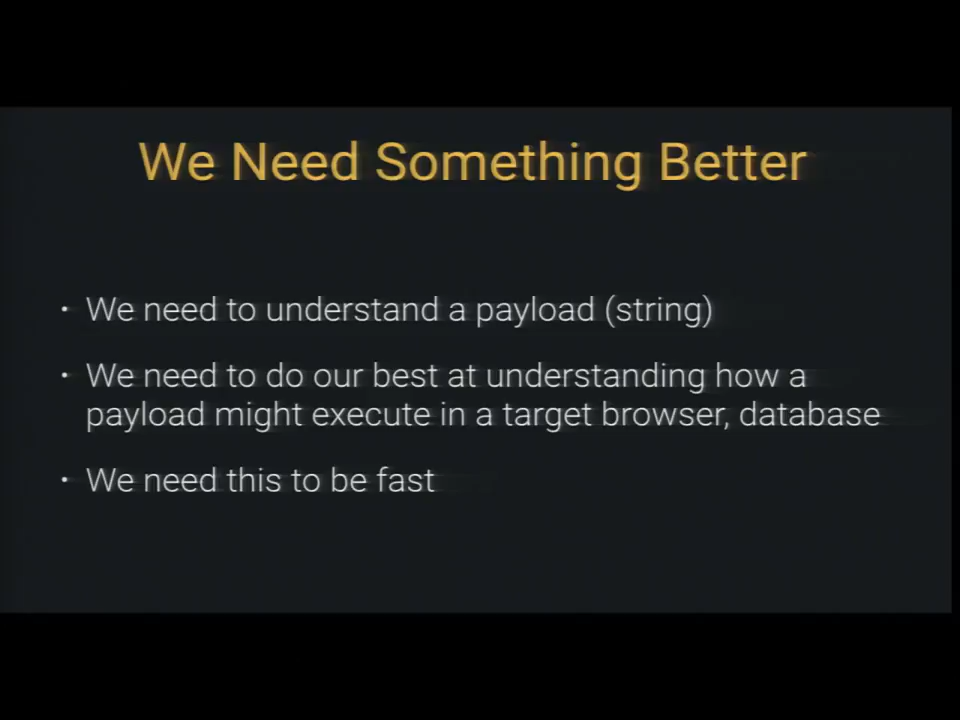 We Need Something Better
· We need to understand a payload (string)
· We need to do our best at understanding how a
payload might execute in a target browser, database
· We need this to be fast